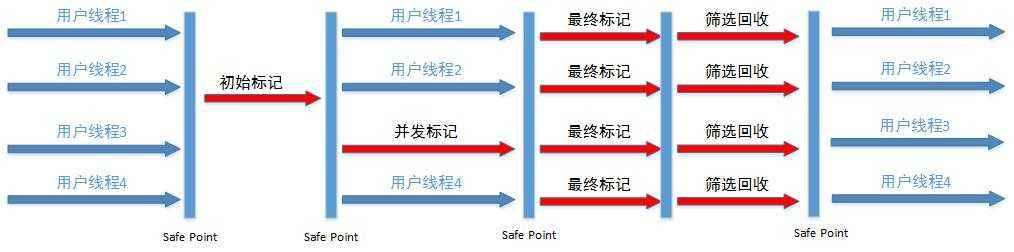 用户线程1
用户线程1
最终标记
筛选回收
用户线程1
用户线程2
初始标记
用户线程2
最终标记
筛选回收
用户线程2
用户线程3
并发标记
最终标记
筛选回收
用户线程3
用户线程4
用户线程4
最终标记
筛选回收
用户线程4
Safe Point
Safe Point
Safe Point
Safe Point